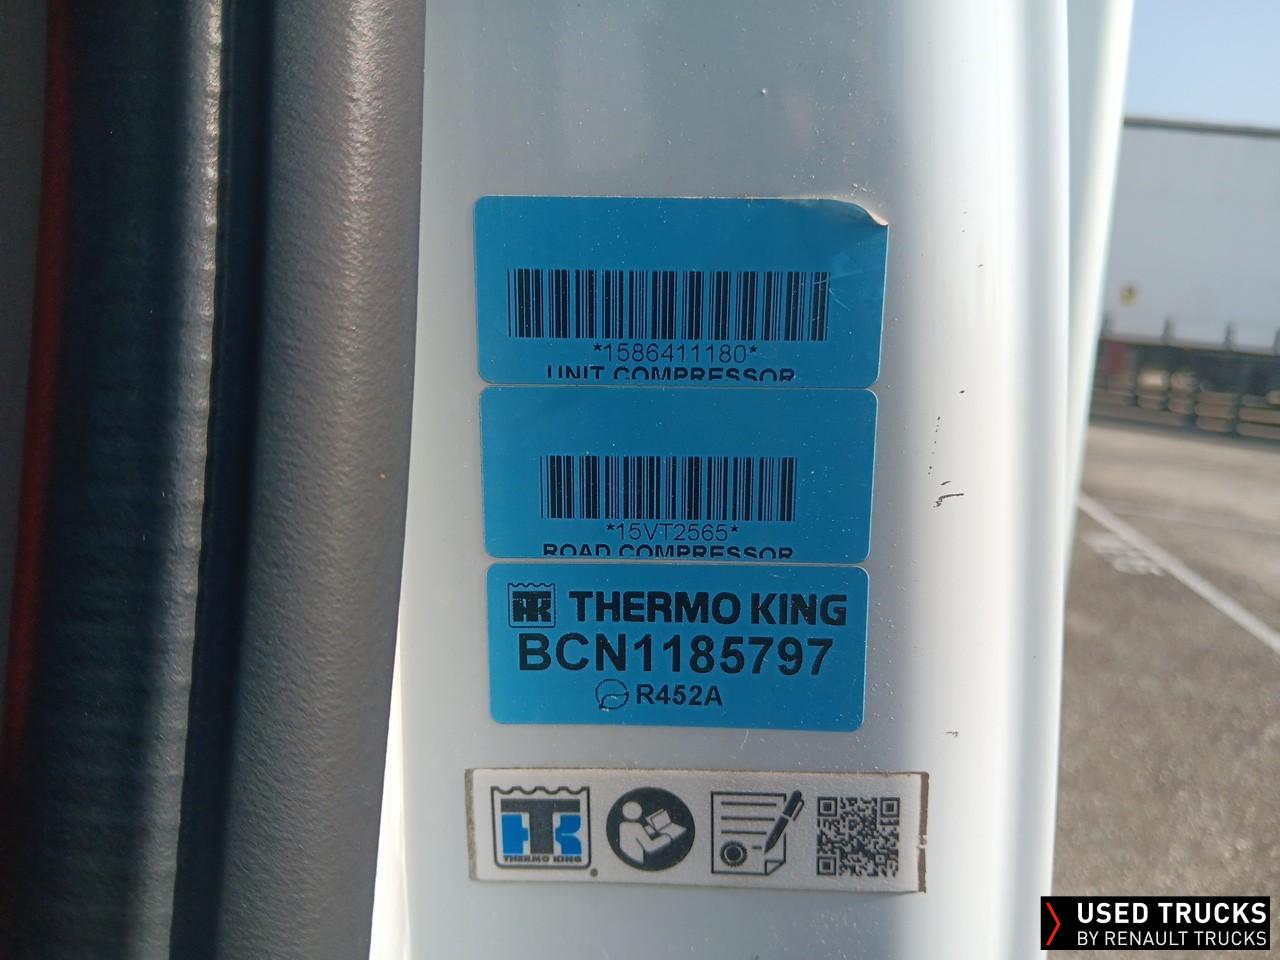 *1586411180*
UNIT COMPRESSOR
*15VT2565*
ROAD COMPRESSOR
THERMO KING
BCN1185797
R452A
THERMO KING
USED TRUCKS
BY RENAULT TRUCKS